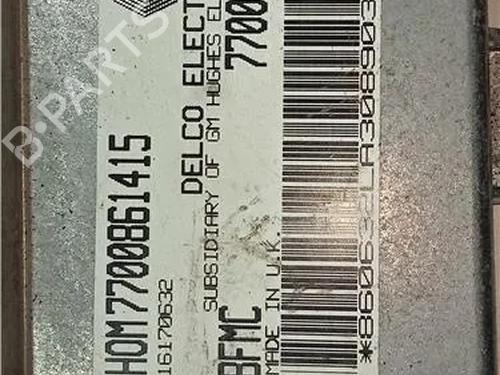 HOM7700861415
16170632
DELCO ELECT
SUBSIDIARY OF GM HUGHES EL
7700
BFMC
MADE IN U.K.
*860632LA308903
B-PARTS